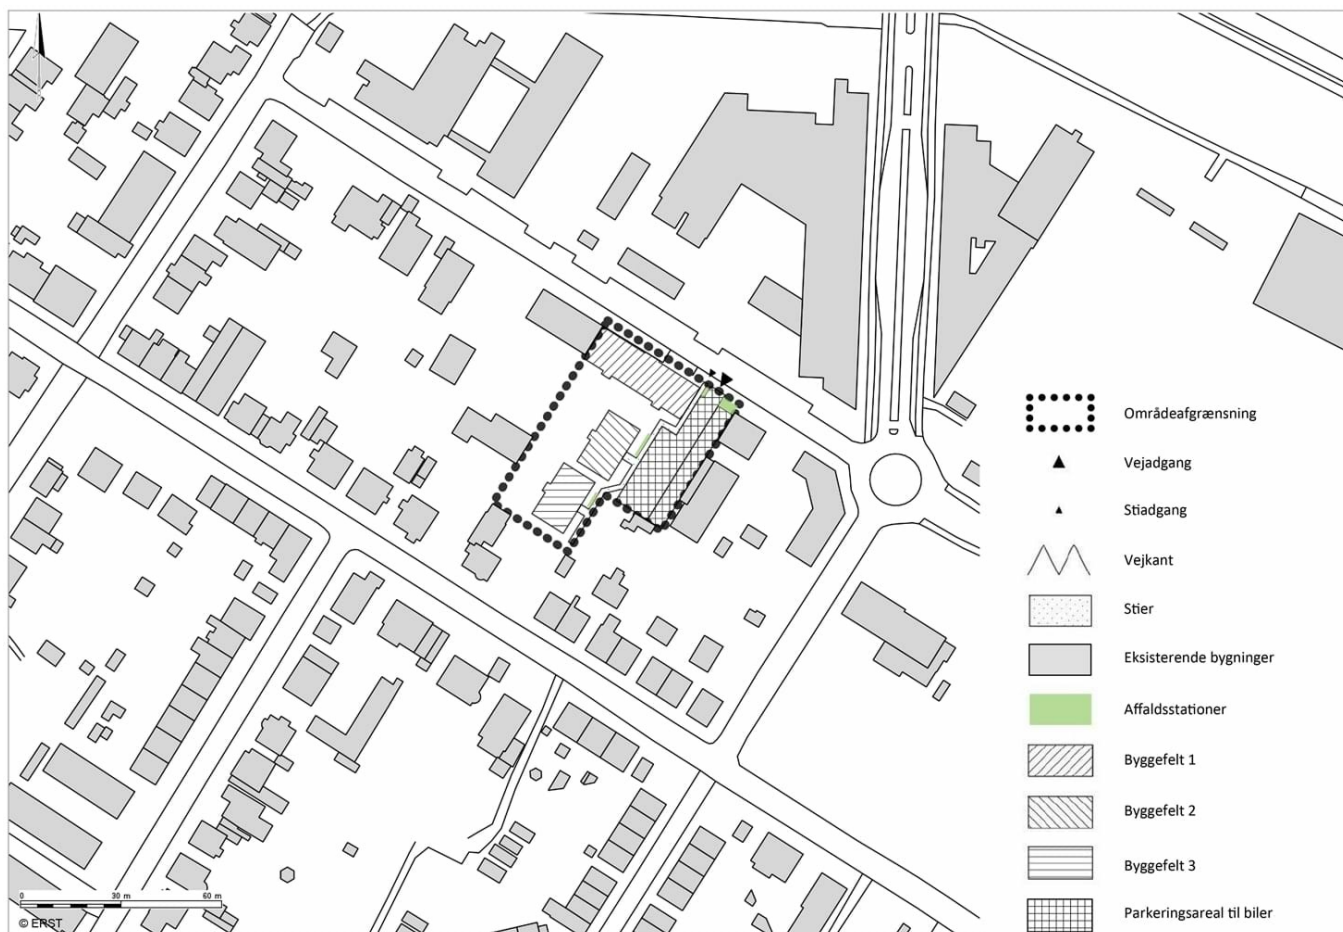 Områdeafgrænsning
Vejadgang
Stiadgang
Vejkant
Stier
Eksisterende bygninger
Affaldsstationer
Byggefelt 1
Byggefelt 2
Byggefelt 3
Parkeringsareal til biler
0 30 m 60 m
© ERST